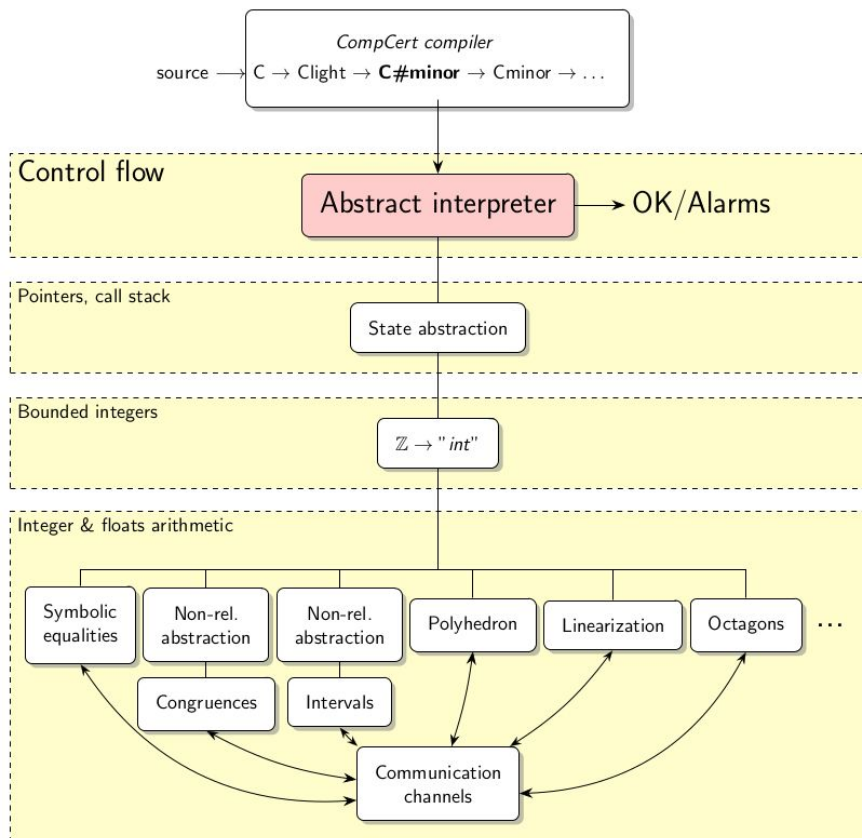 CompCert compiler
source ⟶ C → Clight → C#minor → Cminor → ...
Control flow
Abstract interpreter
OK/Alarms
Pointers, call stack
State abstraction
Bounded integers
ℤ → "int"
Integer & floats arithmetic
Symbolic
equalities
Non-rel.
abstraction
Non-rel.
abstraction
Polyhedron
Linearization
Octagons
...
Congruences
Intervals
Communication
channels